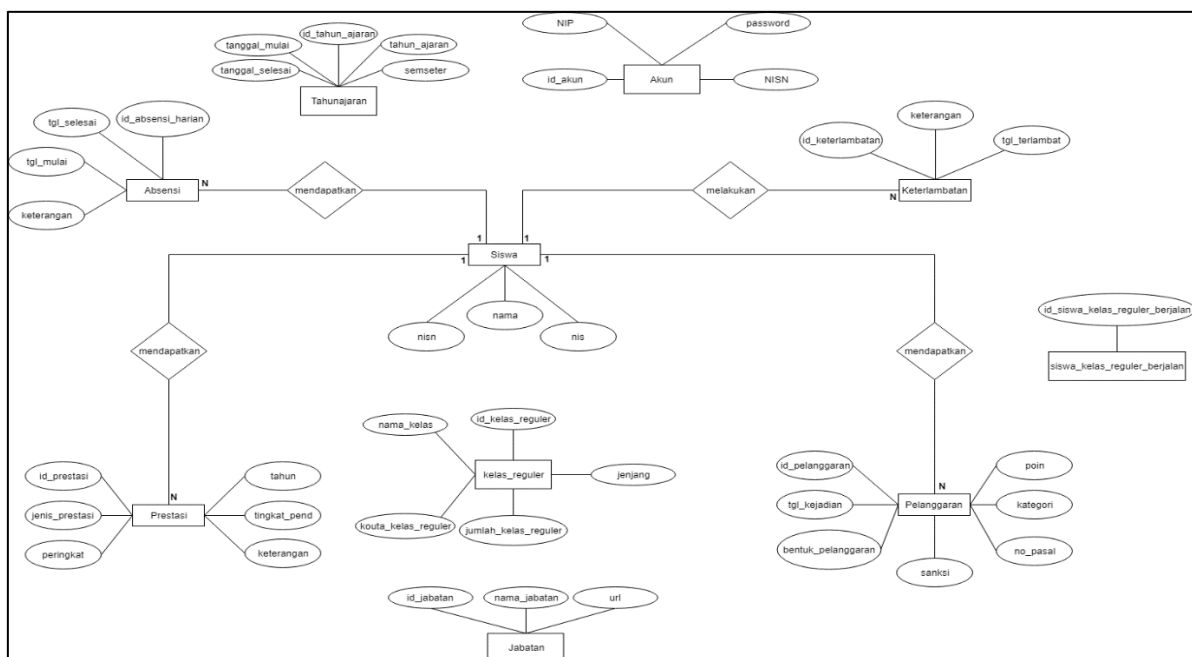 NIP
password
id_tahun_ajaran
tanggal_mulai
tahun_ajaran
tanggal_selesai
semseter
id_akun
Akun
NISN
Tahunajaran
id_absensi_harian
tgl_selesai
keterangan
id_keterlambatan
tgl_terlambat
tgl_mulai
Absensi
N
mendapatkan
melakukan
N
Keterlambatan
keterangan
1
1
1
Siswa
1
nama
nisn
nis
id_siswa_kelas_reguler_berjalan
mendapatkan
mendapatkan
siswa_kelas_reguler_berjalan
nama_kelas
id_kelas_reguler
id_prestasi
tahun
kelas_reguler
jenjang
id_pelanggaran
poin
N
N
jenis_prestasi
Prestasi
tingkat_pend
tgl_kejadian
Pelanggaran
kategori
kouta_kelas_reguler
jumlah_kelas_reguler
peringkat
keterangan
bentuk_pelanggaran
no_pasal
sanksi
id_jabatan
nama_jabatan
url
Jabatan